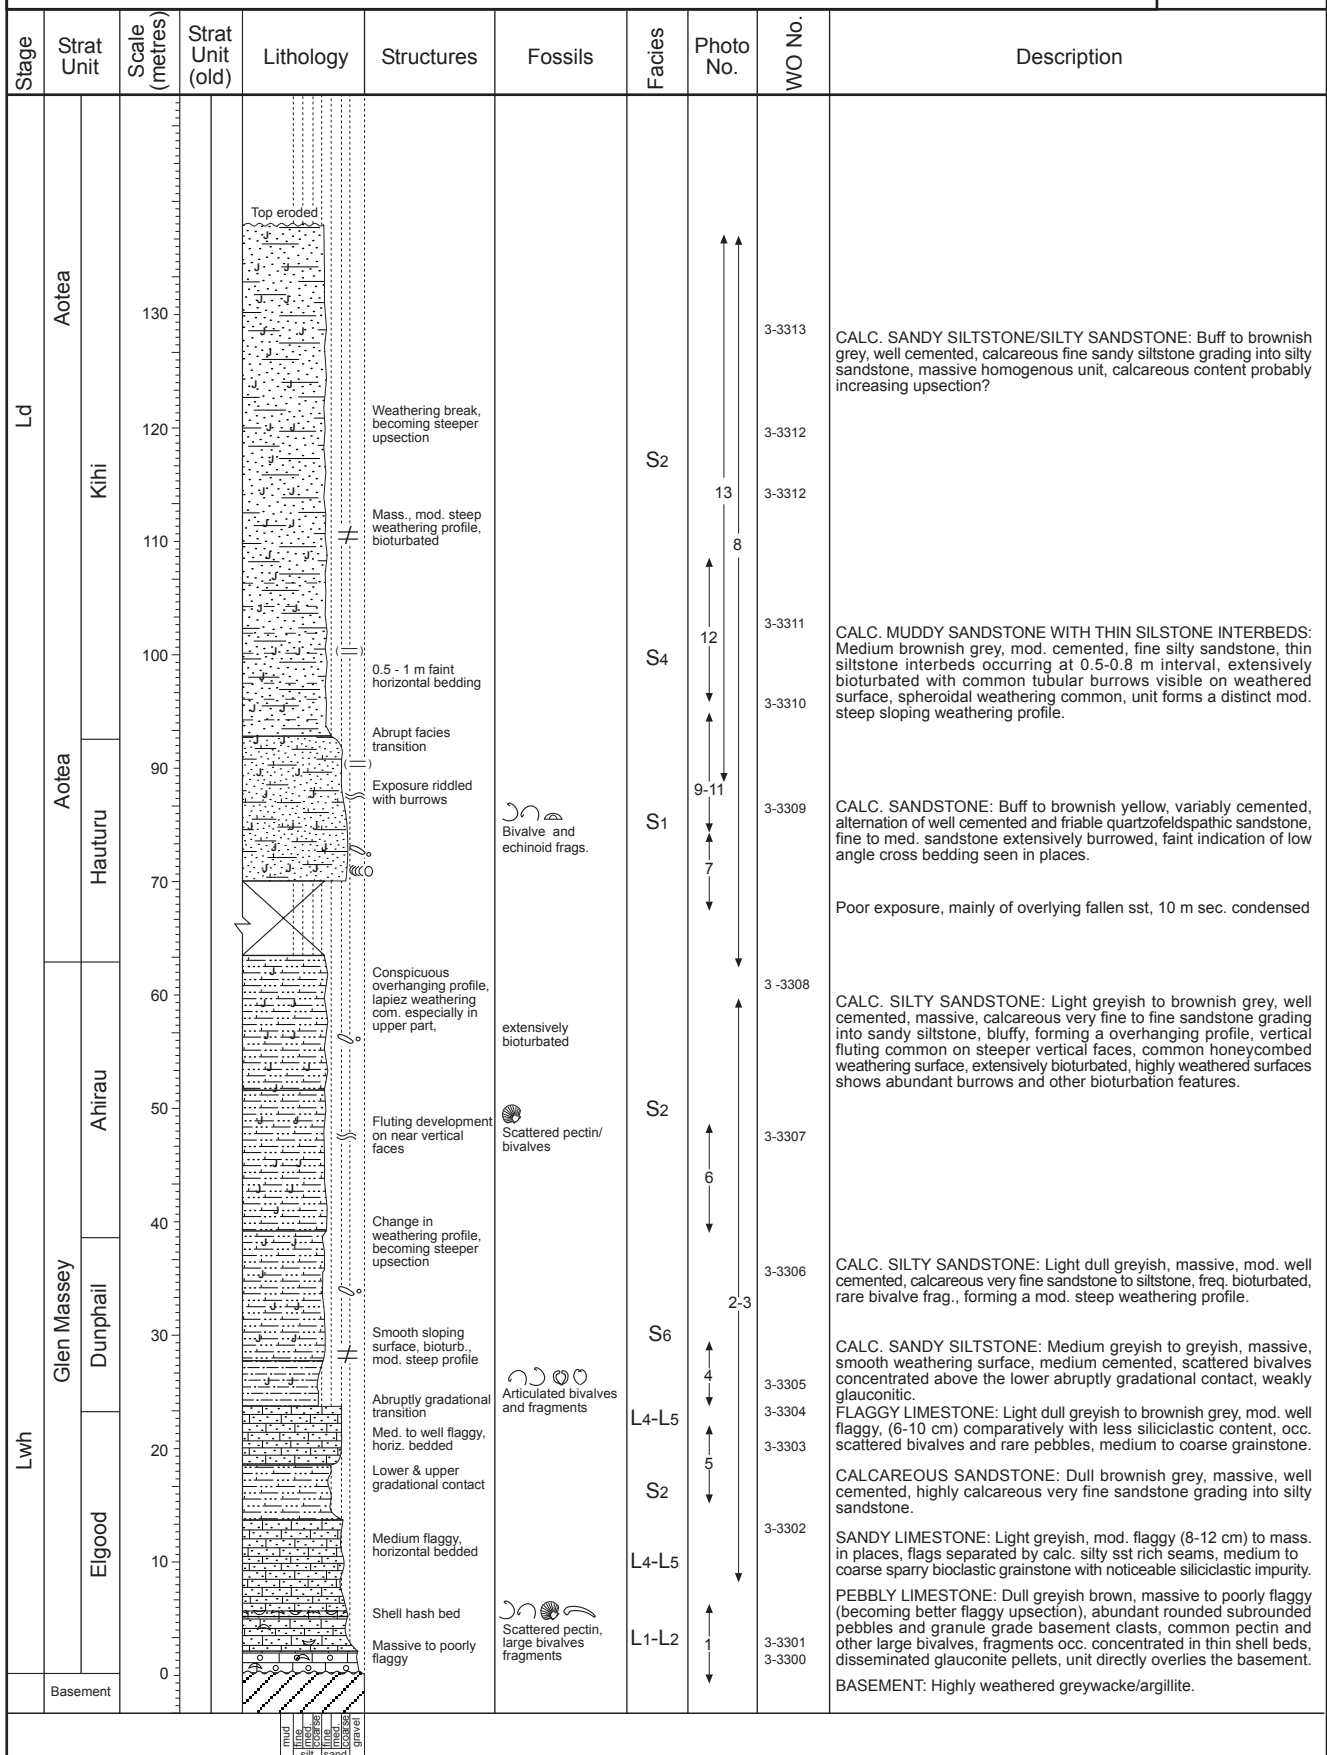 Stage
Strat
Unit
Scale
(metres)
Strat
Unit
(old)
Lithology
Structures
Fossils
Facies
Photo
No.
WO No.
Description
Ld
Lwh
Aotea
Aotea
Glen Massey
Kihi
Hauturu
Ahirau
Dunphail
Elgood
Basement
130
120
110
100
90
80
70
60
50
40
30
20
10
0
Top eroded
mud
fine
med.
coarse
fine
med.
coarse
gravel
silt
sand
Weathering break,
becoming steeper
upsection
Mass., mod. steep
weathering profile,
bioturbated
0.5 - 1 m faint
horizontal bedding
Abrupt facies
transition
Exposure riddled
with burrows
Conspicuous
overhanging profile,
lapiez weathering
com. especially in
upper part,
Fluting development
on near vertical
faces
Change in
weathering profile,
becoming steeper
upsection
Smooth sloping
surface, bioturb.,
mod. steep profile
Abruptly gradational
transition
Med. to well flaggy,
horiz. bedded
Lower & upper
gradational contact
Medium flaggy,
horizontal bedded
Shell hash bed
Massive to poorly
flaggy
Bivalve and
echinoid frags.
extensively
bioturbated
Scattered pectin/
bivalves
Articulated bivalves
and fragments
Scattered pectin,
large bivalves
fragments
S2
S4
S1
S2
S6
L4-L5
S2
L4-L5
L1-L2
13
8
12
9-11
7
6
2-3
4
5
1
3-3313
3-3312
3-3312
3-3311
3-3310
3-3309
3 -3308
3-3307
3-3306
3-3305
3-3304
3-3303
3-3302
3-3301
3-3300
CALC. SANDY SILTSTONE/SILTY SANDSTONE: Buff to brownish
grey, well cemented, calcareous fine sandy siltstone grading into silty
sandstone, massive homogenous unit, calcareous content probably
increasing upsection?
CALC. MUDDY SANDSTONE WITH THIN SILSTONE INTERBEDS:
Medium brownish grey, mod. cemented, fine silty sandstone, thin
siltstone interbeds occurring at 0.5-0.8 m interval, extensively
bioturbated with common tubular burrows visible on weathered
surface, spheroidal weathering common, unit forms a distinct mod.
steep sloping weathering profile.
CALC. SANDSTONE: Buff to brownish yellow, variably cemented,
alternation of well cemented and friable quartzofeldspathic sandstone,
fine to med. sandstone extensively burrowed, faint indication of low
angle cross bedding seen in places.
Poor exposure, mainly of overlying fallen sst, 10 m sec. condensed
CALC. SILTY SANDSTONE: Light greyish to brownish grey, well
cemented, massive, calcareous very fine to fine sandstone grading
into sandy siltstone, bluffy, forming a overhanging profile, vertical
fluting common on steeper vertical faces, common honeycombed
weathering surface, extensively bioturbated, highly weathered surfaces
shows abundant burrows and other bioturbation features.
CALC. SILTY SANDSTONE: Light dull greyish, massive, mod. well
cemented, calcareous very fine sandstone to siltstone, freq. bioturbated,
rare bivalve frag., forming a mod. steep weathering profile.
CALC. SANDY SILTSTONE: Medium greyish to greyish, massive,
smooth weathering surface, medium cemented, scattered bivalves
concentrated above the lower abruptly gradational contact, weakly
glauconitic.
FLAGGY LIMESTONE: Light dull greyish to brownish grey, mod. well
flaggy, (6-10 cm) comparatively with less siliciclastic content, occ.
scattered bivalves and rare pebbles, medium to coarse grainstone.
CALCAREOUS SANDSTONE: Dull brownish grey, massive, well
cemented, highly calcareous very fine sandstone grading into silty
sandstone.
SANDY LIMESTONE: Light greyish, mod. flaggy (8-12 cm) to mass.
in places, flags separated by calc. silty sst rich seams, medium to
coarse sparry bioclastic grainstone with noticeable siliciclastic impurity.
PEBBLY LIMESTONE: Dull greyish brown, massive to poorly flaggy
(becoming better flaggy upsection), abundant rounded subrounded
pebbles and granule grade basement clasts, common pectin and
other large bivalves, fragments occ. concentrated in thin shell beds,
disseminated glauconite pellets, unit directly overlies the basement.
BASEMENT: Highly weathered greywacke/argillite.